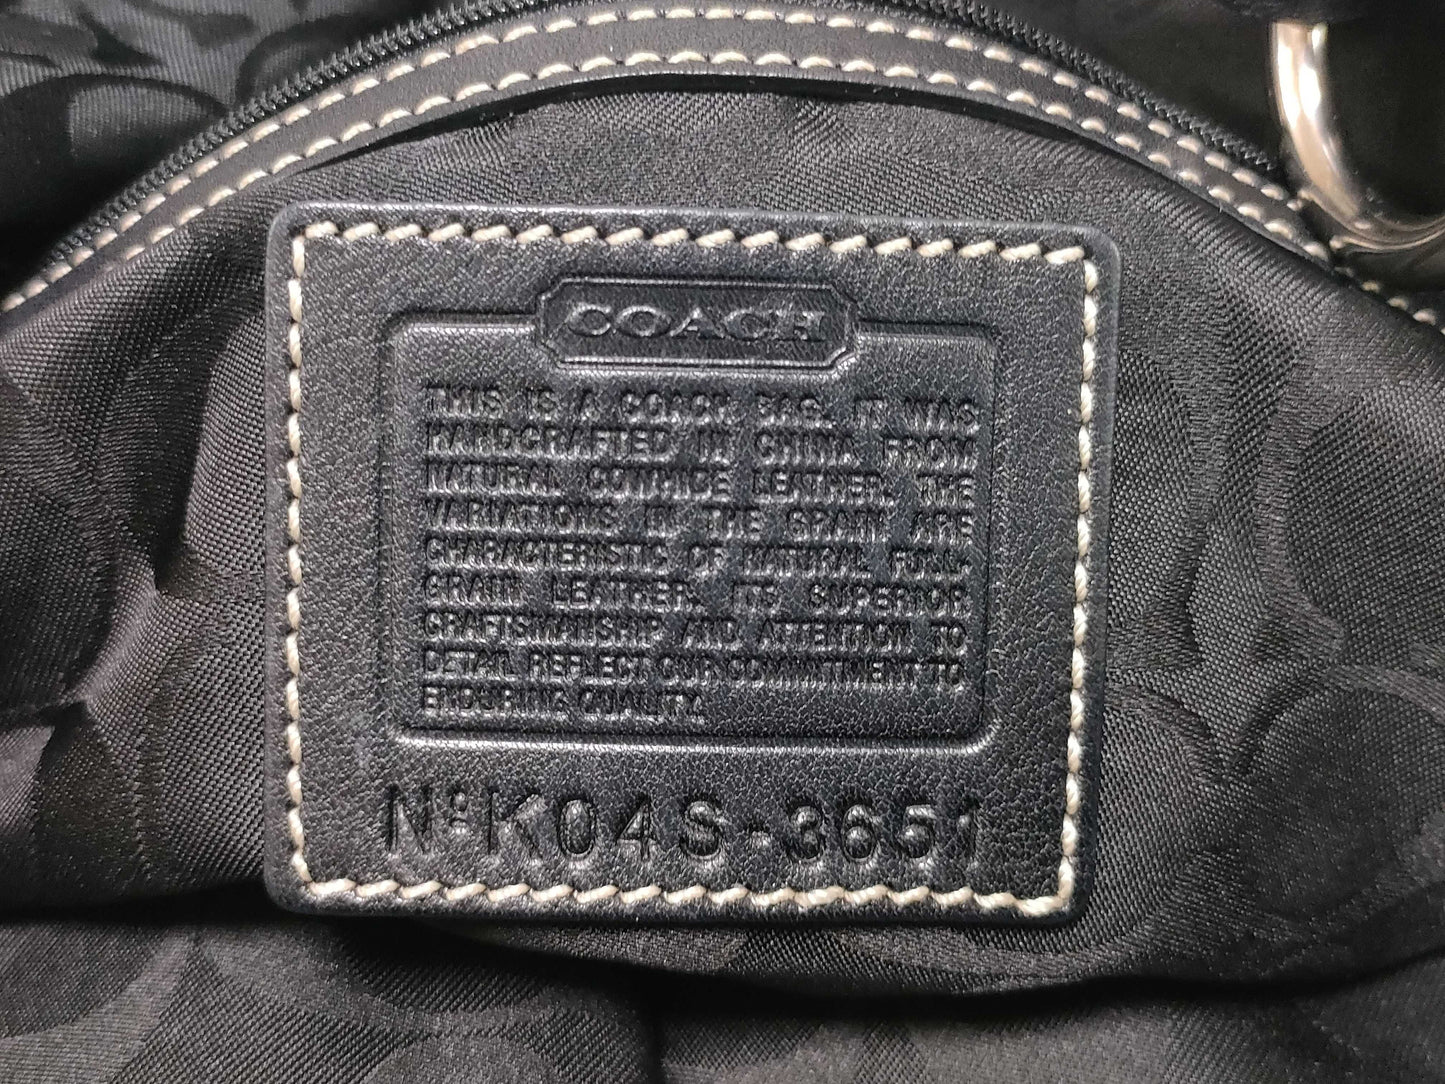 COACH
THIS IS A COACH BAG. IT WAS
HANDCRAFTED IN CHINA FROM
NATURAL COWHIDE LEATHER. THE
VARIATIONS IN THE GRAIN ARE
CHARACTERISTIC OF NATURAL FULL-
GRAIN LEATHER. ITS SUPERIOR
CRAFTSMANSHIP AND ATTENTION TO
DETAIL REFLECT OUR COMMITMENT TO
ENDURING QUALITY.
Nº K04S-3651